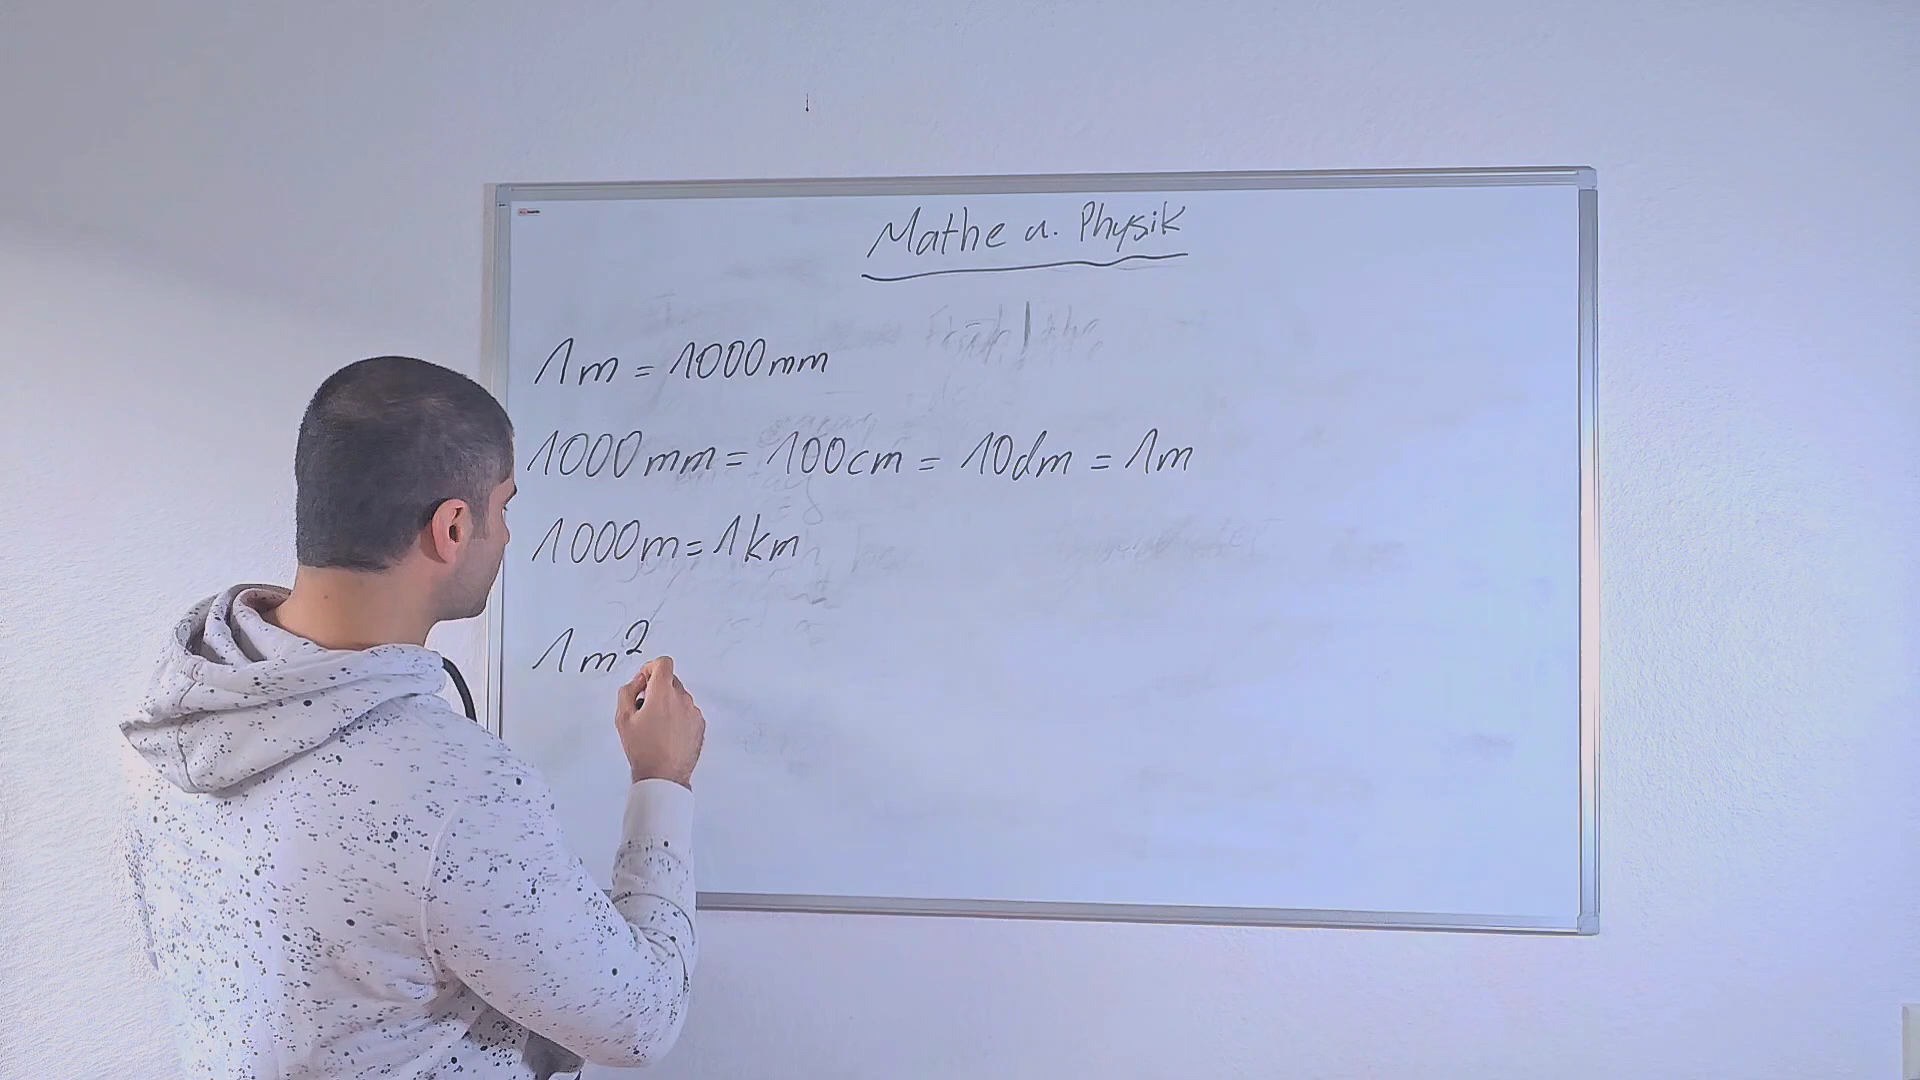 Mathe u. Physik
1m = 1000mm
1000mm = 100cm = 10dm = 1m
1000m = 1km
1m²